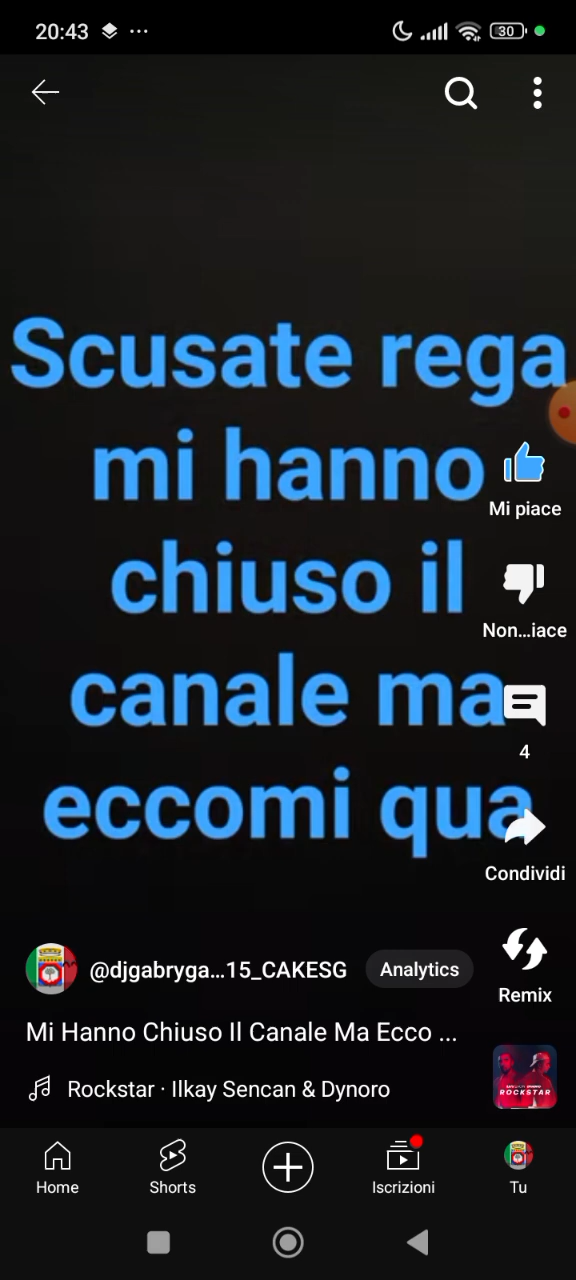 20:43
30
Scusate rega
mi hanno
chiuso il
canale ma
eccomi qua
Mi piace
Non...iace
4
Condividi
Remix
@djgabryga...15_CAKESG
Analytics
Mi Hanno Chiuso Il Canale Ma Ecco ...
Rockstar · Ilkay Sencan & Dynoro
ROCKSTAR
Home
Shorts
Iscrizioni
Tu